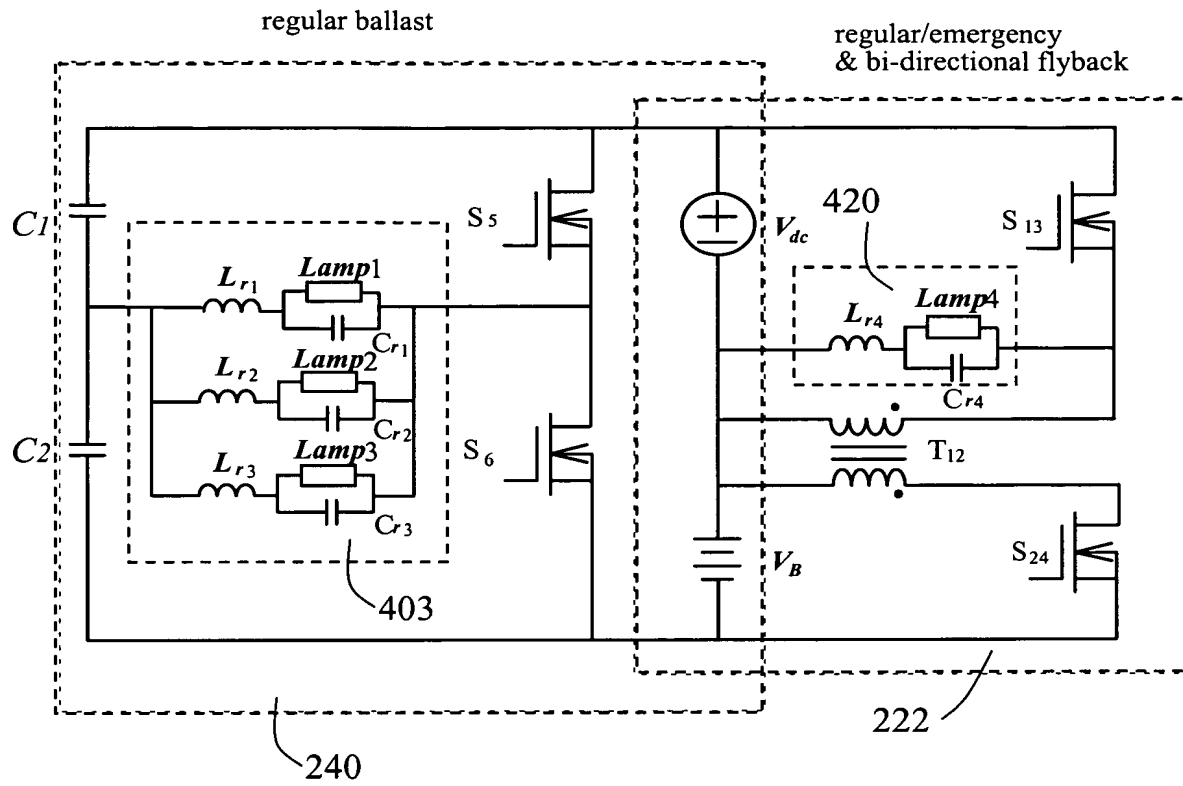 regular ballast
regular/emergency
& bi-directional flyback
C1
S5
Vdc
420
S13
Lr1
Lamp1
Cr1
Lr4
Lamp4
Cr4
Lr2
Lamp2
Cr2
C2
S6
T12
Lr3
Lamp3
Cr3
VB
S24
403
222
240